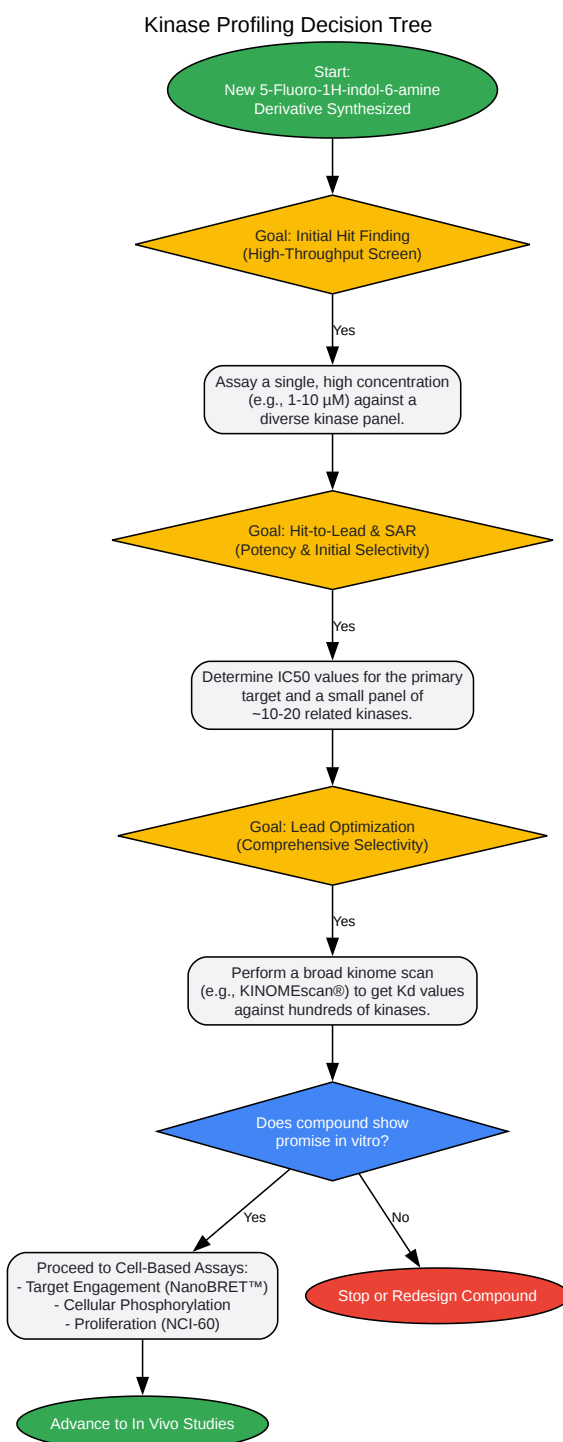 Kinase Profiling Decision Tree
Start:
New 5-Fluoro-1H-indol-6-amine
Derivative Synthesized
Goal: Initial Hit Finding
(High-Throughput Screen)
Yes
Assay a single, high concentration
(e.g., 1-10 µM) against a
diverse kinase panel.
Goal: Hit-to-Lead & SAR
(Potency & Initial Selectivity)
Yes
Determine IC50 values for the primary
target and a small panel of
~10-20 related kinases.
Goal: Lead Optimization
(Comprehensive Selectivity)
Yes
Perform a broad kinome scan
(e.g., KINOMEscan®) to get Kd values
against hundreds of kinases.
Does compound show
promise in vitro?
Yes
No
Proceed to Cell-Based Assays:
- Target Engagement (NanoBRET™)
- Cellular Phosphorylation
- Proliferation (NCI-60)
Stop or Redesign Compound
Advance to In Vivo Studies